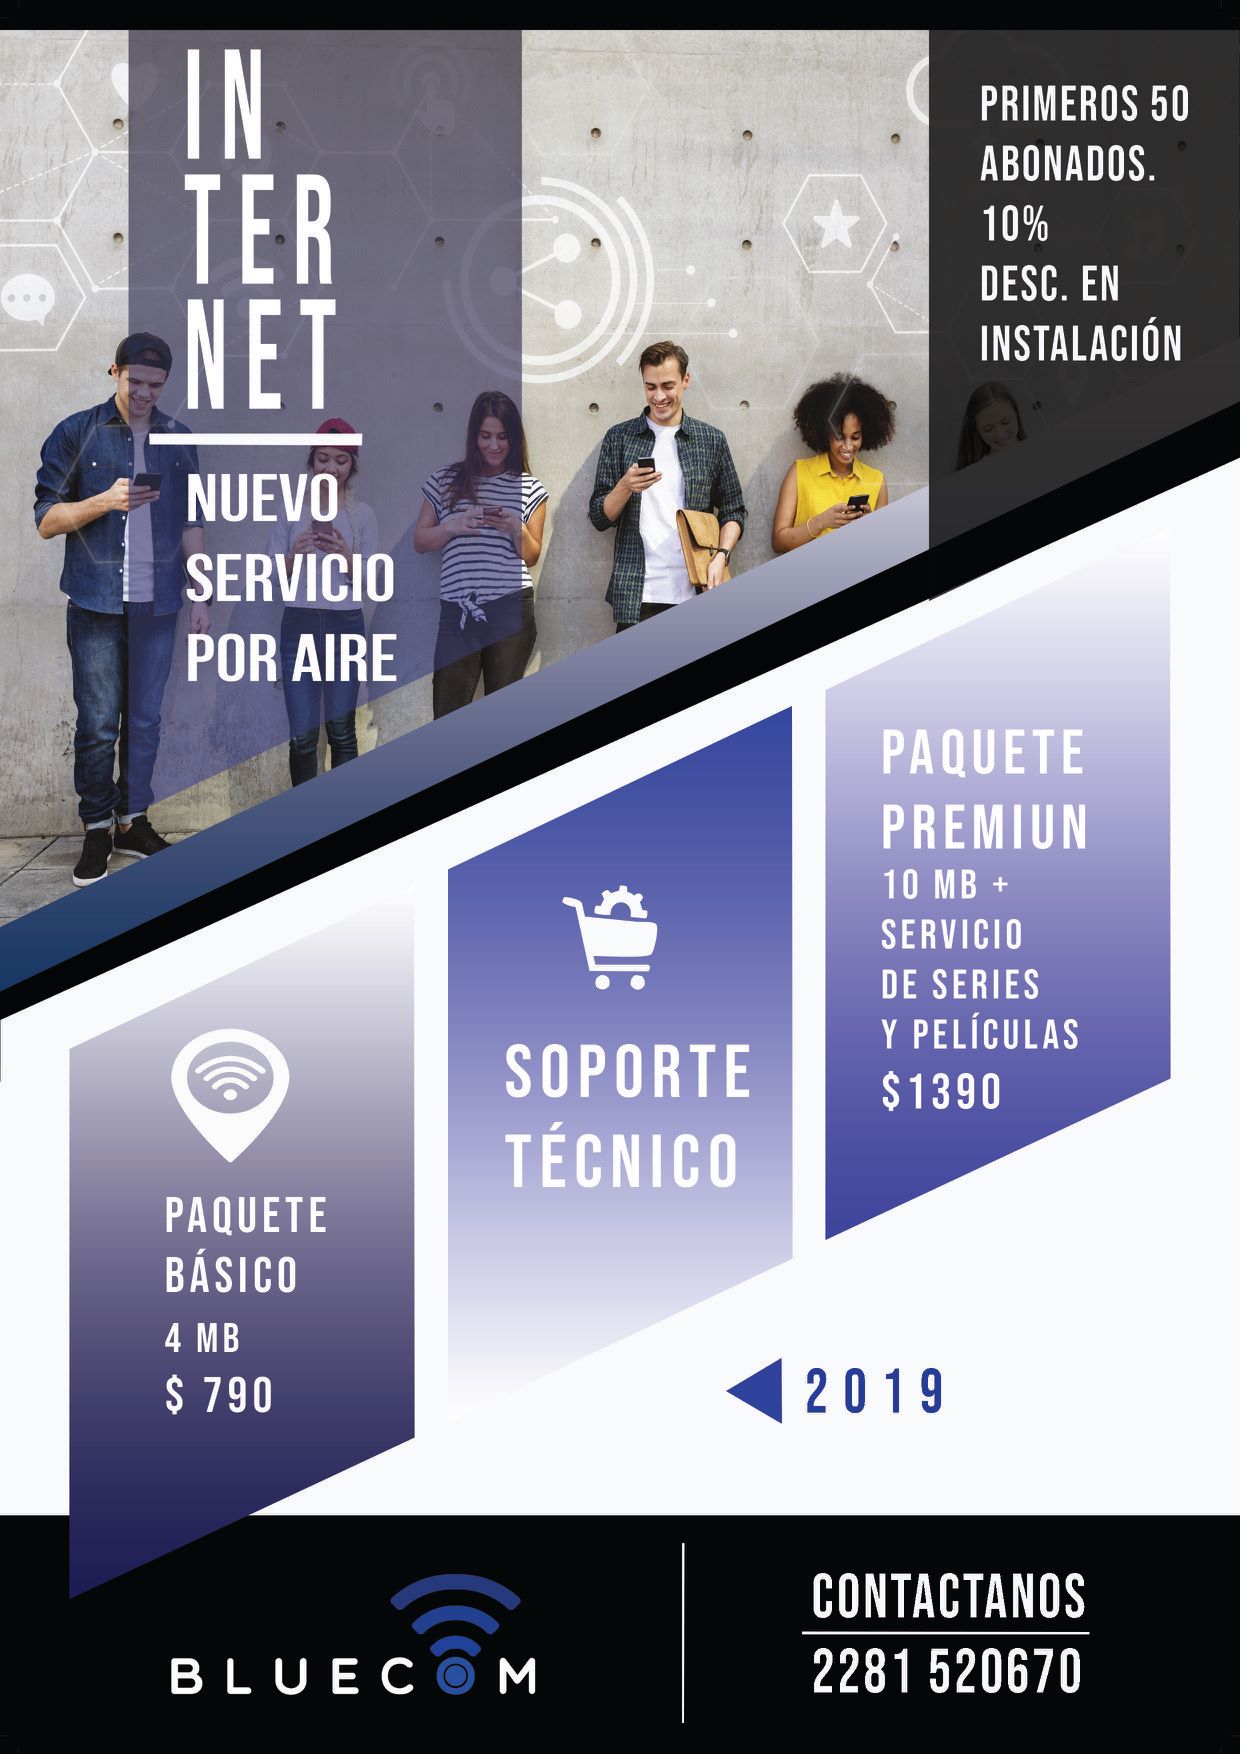 IN
TER
NET
NUEVO
SERVICIO
POR AIRE
PRIMEROS 50
ABONADOS.
10%
DESC. EN
INSTALACIÓN
PAQUETE
PREMIUN
10 MB +
SERVICIO
DE SERIES
Y PELÍCULAS
$1390
SOPORTE
TÉCNICO
PAQUETE
BÁSICO
4 MB
$ 790
2019
BLUECOM
CONTACTANOS
2281 520670